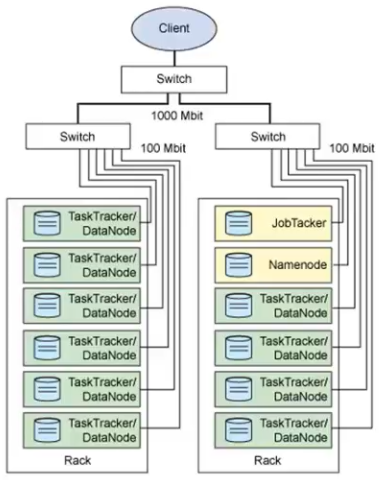 Client
Switch
1000 Mbit
Switch
Switch
100 Mbit
100 Mbit
TaskTracker/
DataNode
TaskTracker/
DataNode
TaskTracker/
DataNode
TaskTracker/
DataNode
TaskTracker/
DataNode
TaskTracker/
DataNode
Rack
JobTacker
Namenode
TaskTracker/
DataNode
TaskTracker/
DataNode
TaskTracker/
DataNode
TaskTracker/
DataNode
Rack